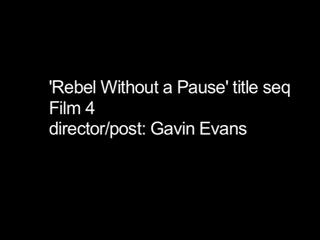 'Rebel Without a Pause' title seq
Film 4
director/post: Gavin Evans